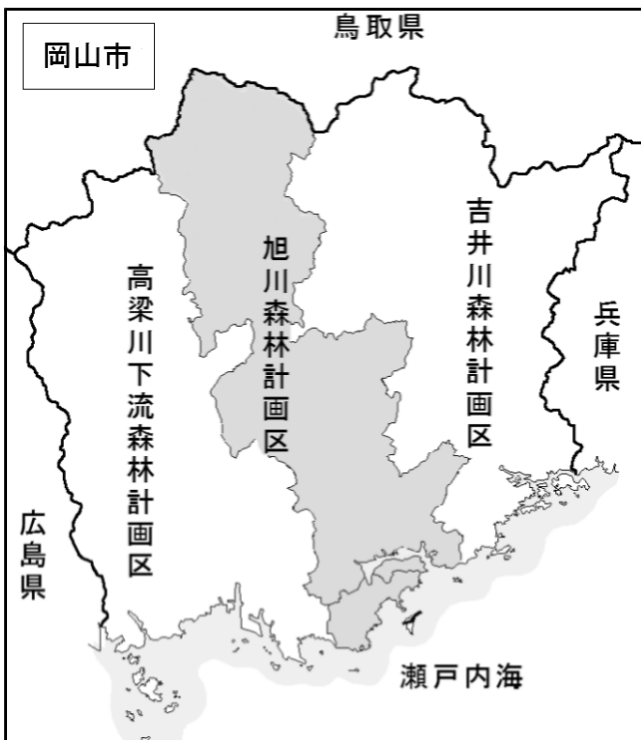 鳥取県
岡山市
吉井川森林計画区
旭川森林計画区
高梁川下流森林計画区
兵庫県
広島県
瀬戸内海